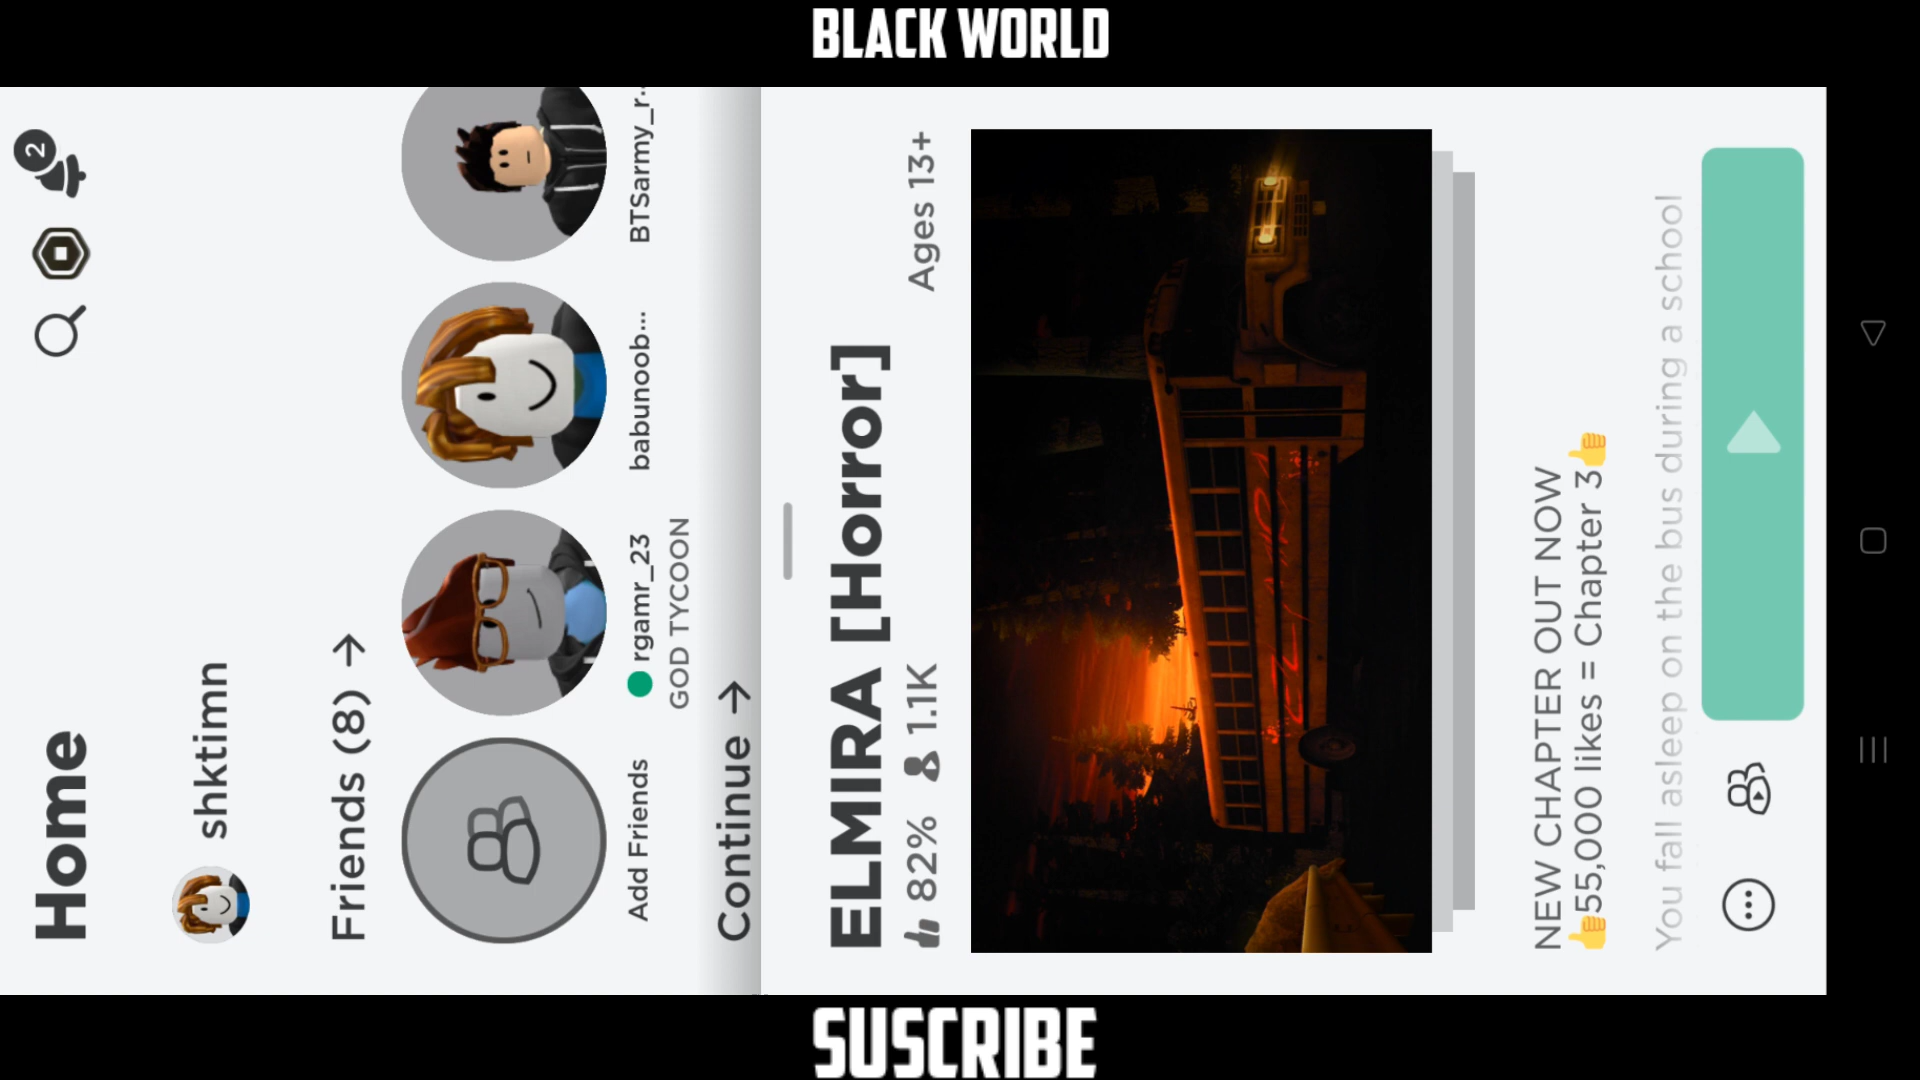 BLACK WORLD
Home
2
shktimn
Friends (8) →
Add Friends
rgamr_23
GOD TYCOON
babunoob...
BTSarmy_r..
Continue →
ELMIRA [Horror]
82% 1.1K Ages 13+
ELMIRA
NEW CHAPTER OUT NOW
👍55,000 likes = Chapter 3👍
You fall asleep on the bus during a school
SUSCRIBE